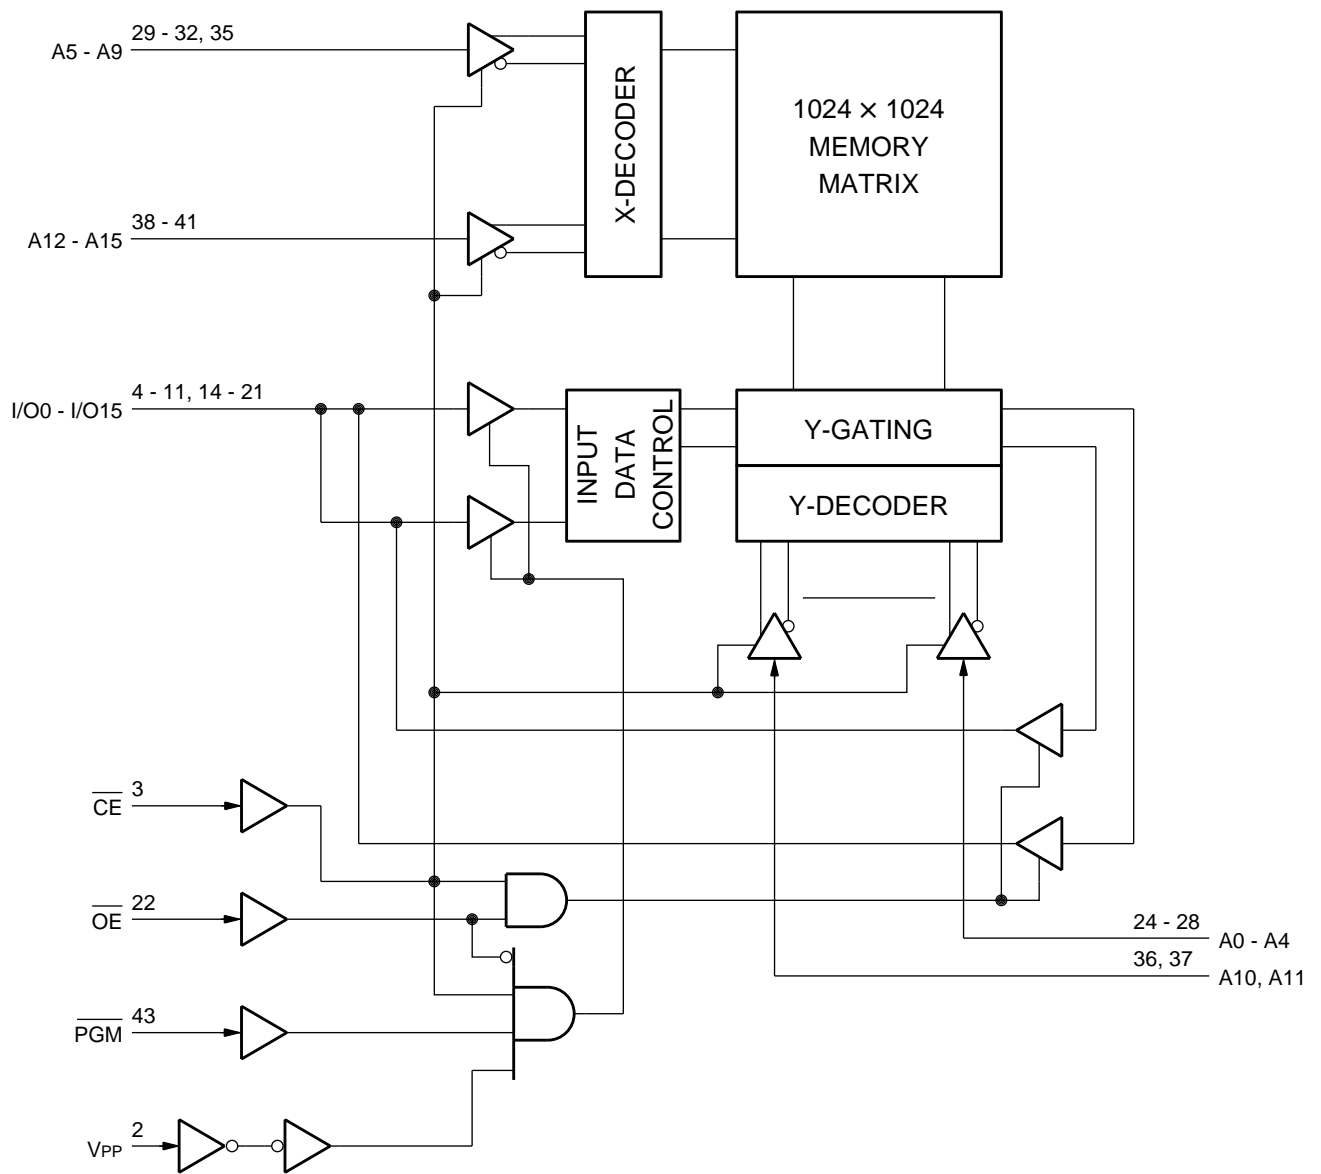 29 - 32, 35
A5 - A9
X-DECODER
1024 × 1024
MEMORY
MATRIX
38 - 41
A12 - A15
4 - 11, 14 - 21
I/O0 - I/O15
INPUT
DATA
CONTROL
Y-GATING
Y-DECODER
3
CE
22
OE
24 - 28
A0 - A4
36, 37
A10, A11
43
PGM
2
VPP